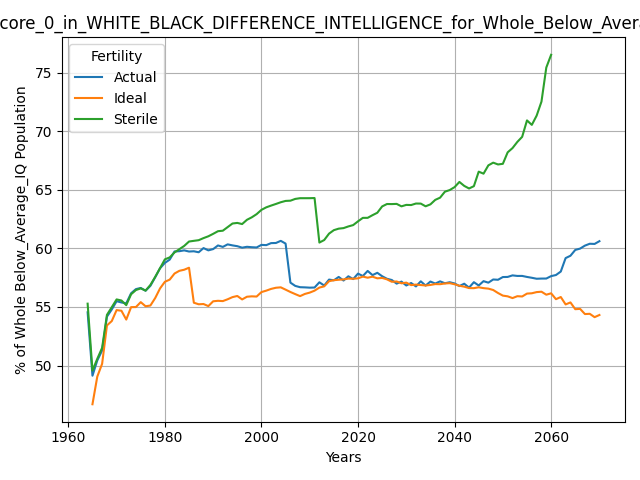 core_0_in_WHITE_BLACK_DIFFERENCE_INTELLIGENCE_for_Whole_Below_Avera
Fertility
Actual
Ideal
Sterile
% of Whole Below_Average_IQ Population
75
70
65
60
55
50
1960
1980
2000
2020
2040
2060
Years